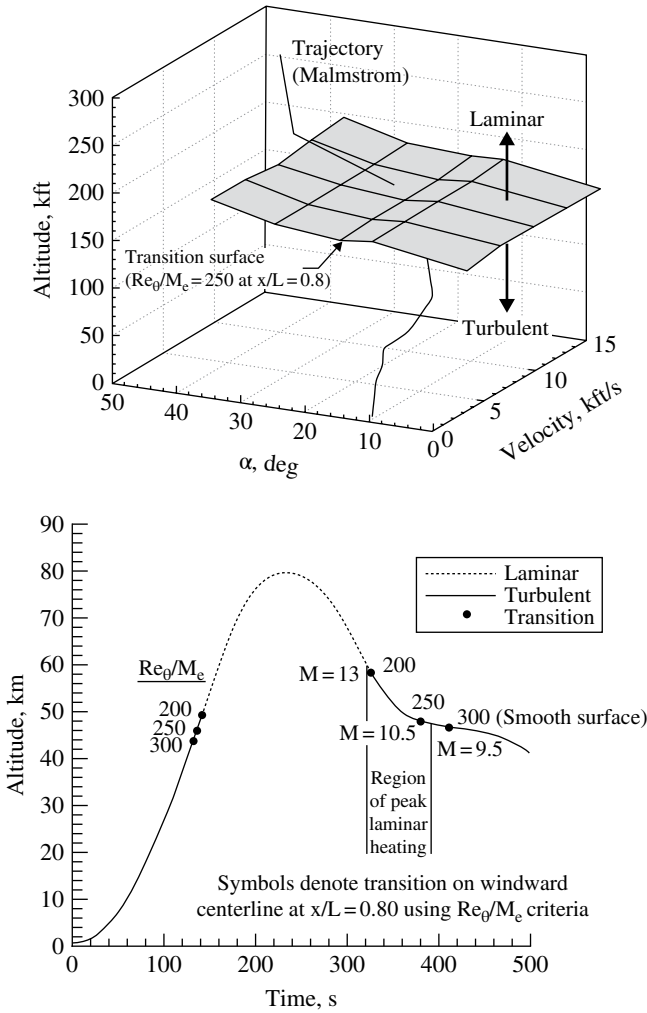 Trajectory
(Malmstrom)
Laminar
300
250
200
150
100
50
0
Altitude, kft
Transition surface
(Reθ/Me = 250 at x/L = 0.8)
Turbulent
50
40
30
20
10
0
α, deg
0
5
10
15
Velocity, kft/s
90
80
70
60
50
40
30
20
10
0
Altitude, km
Laminar
Turbulent
Transition
Reθ/Me
200
250
300
M = 13
200
250
300 (Smooth surface)
M = 10.5
M = 9.5
Region
of peak
laminar
heating
Symbols denote transition on windward
centerline at x/L = 0.80 using Reθ/Me criteria
0
100
200
300
400
500
Time, s